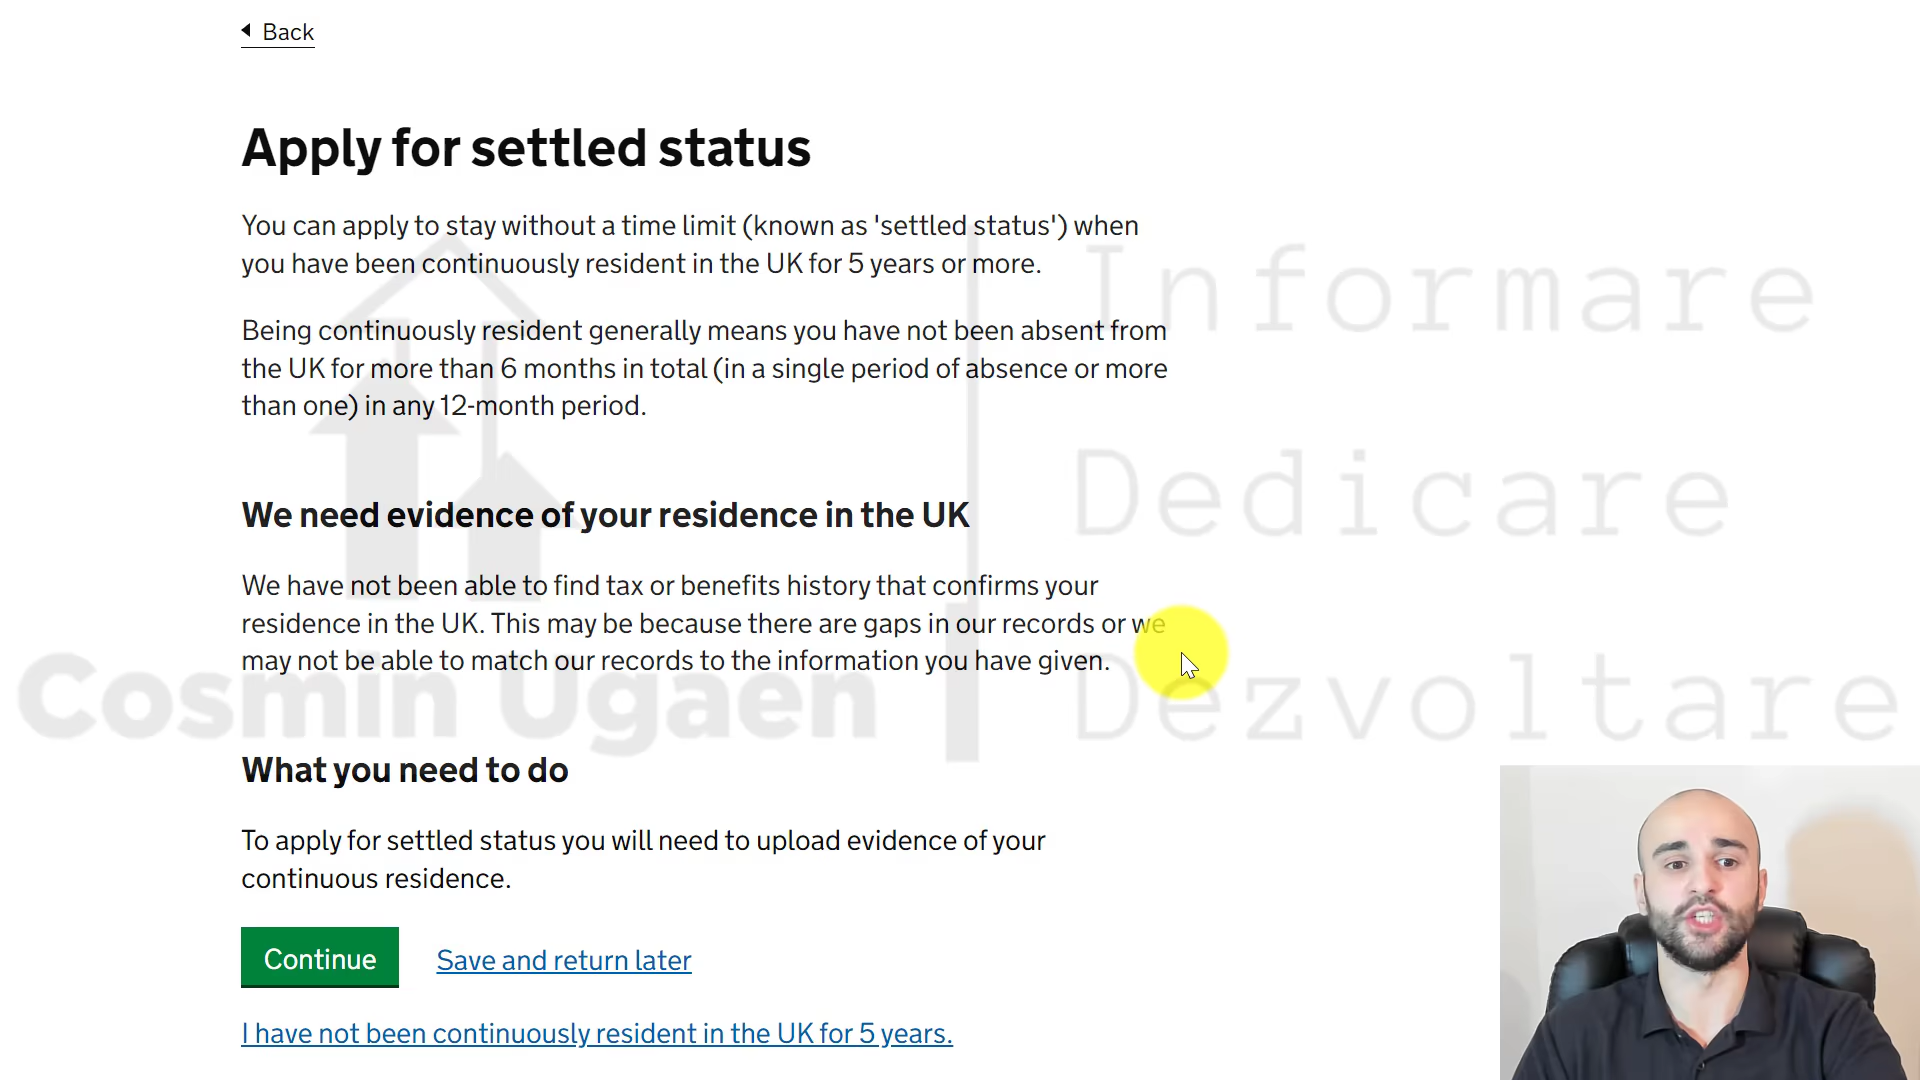 Back
Apply for settled status
You can apply to stay without a time limit (known as 'settled status') when
you have been continuously resident in the UK for 5 years or more.
Being continuously resident generally means you have not been absent from
the UK for more than 6 months in total (in a single period of absence or more
than one) in any 12-month period.
We need evidence of your residence in the UK
We have not been able to find tax or benefits history that confirms your
residence in the UK. This may be because there are gaps in our records or we
may not be able to match our records to the information you have given.
What you need to do
To apply for settled status you will need to upload evidence of your
continuous residence.
Continue
Save and return later
I have not been continuously resident in the UK for 5 years.
Cosmin Ugaen
Informare
Dedicare
Dezvoltare